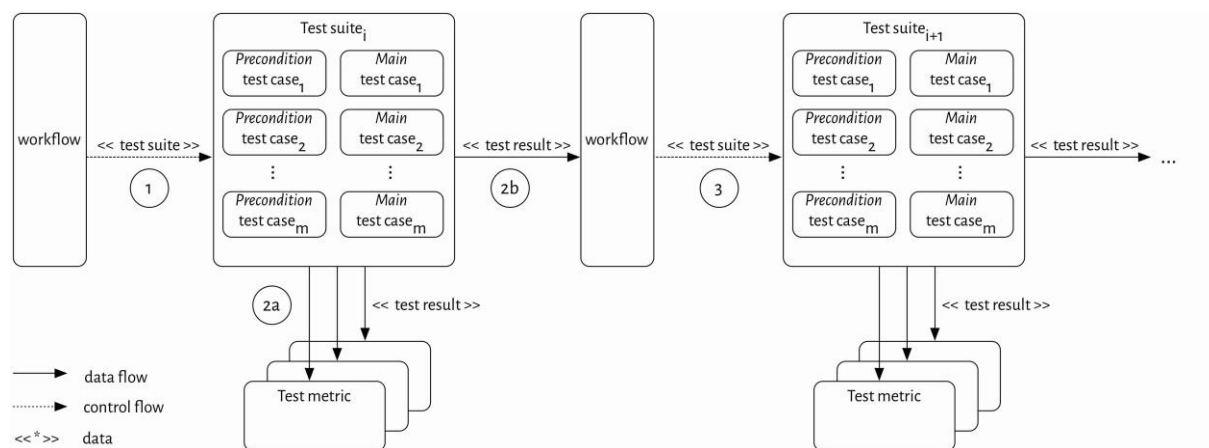 Test suite_i
Test suite_i+1
Precondition
test case_1
Main
test case_1
Precondition
test case_1
Main
test case_1
workflow
<< test suite >>
1
Precondition
test case_2
Main
test case_2
<< test result >>
2b
workflow
<< test suite >>
3
Precondition
test case_2
Main
test case_2
<< test result >>
...
⋮
⋮
⋮
⋮
Precondition
test case_m
Main
test case_m
Precondition
test case_m
Main
test case_m
2a
<< test result >>
<< test result >>
Test metric
Test metric
data flow
control flow
<< * >> data